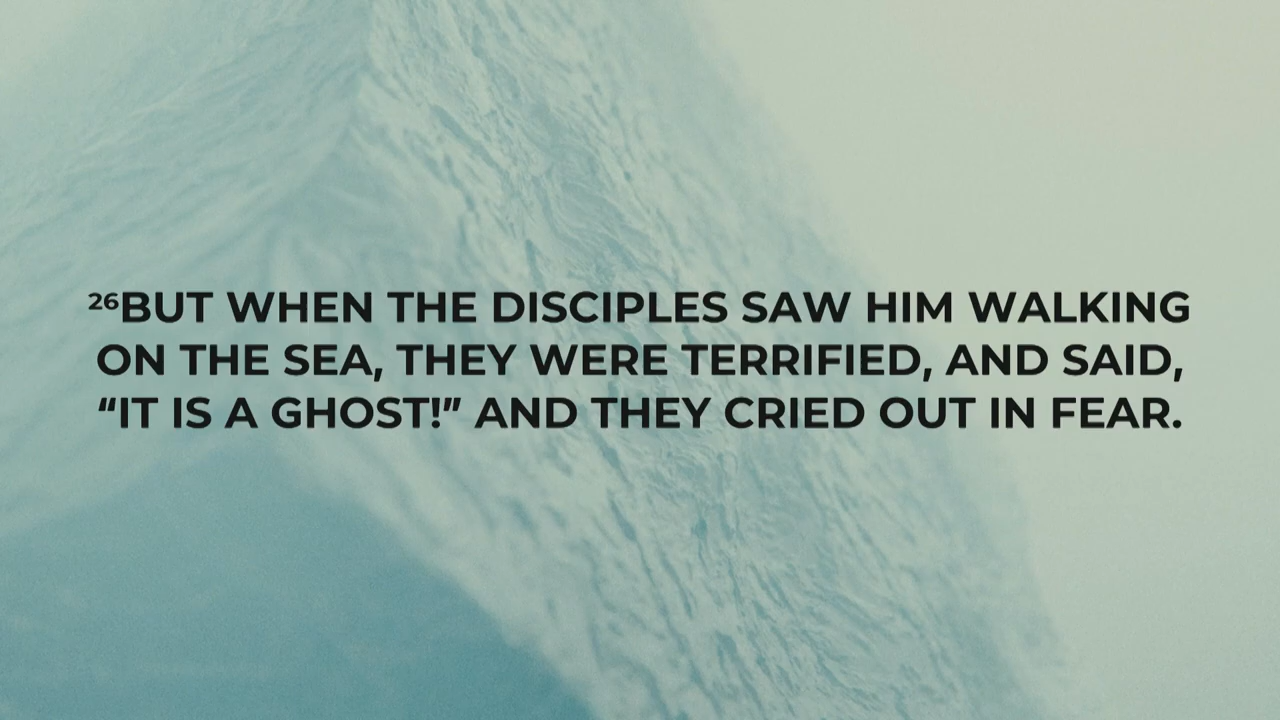 ²⁶BUT WHEN THE DISCIPLES SAW HIM WALKING
ON THE SEA, THEY WERE TERRIFIED, AND SAID,
“IT IS A GHOST!” AND THEY CRIED OUT IN FEAR.